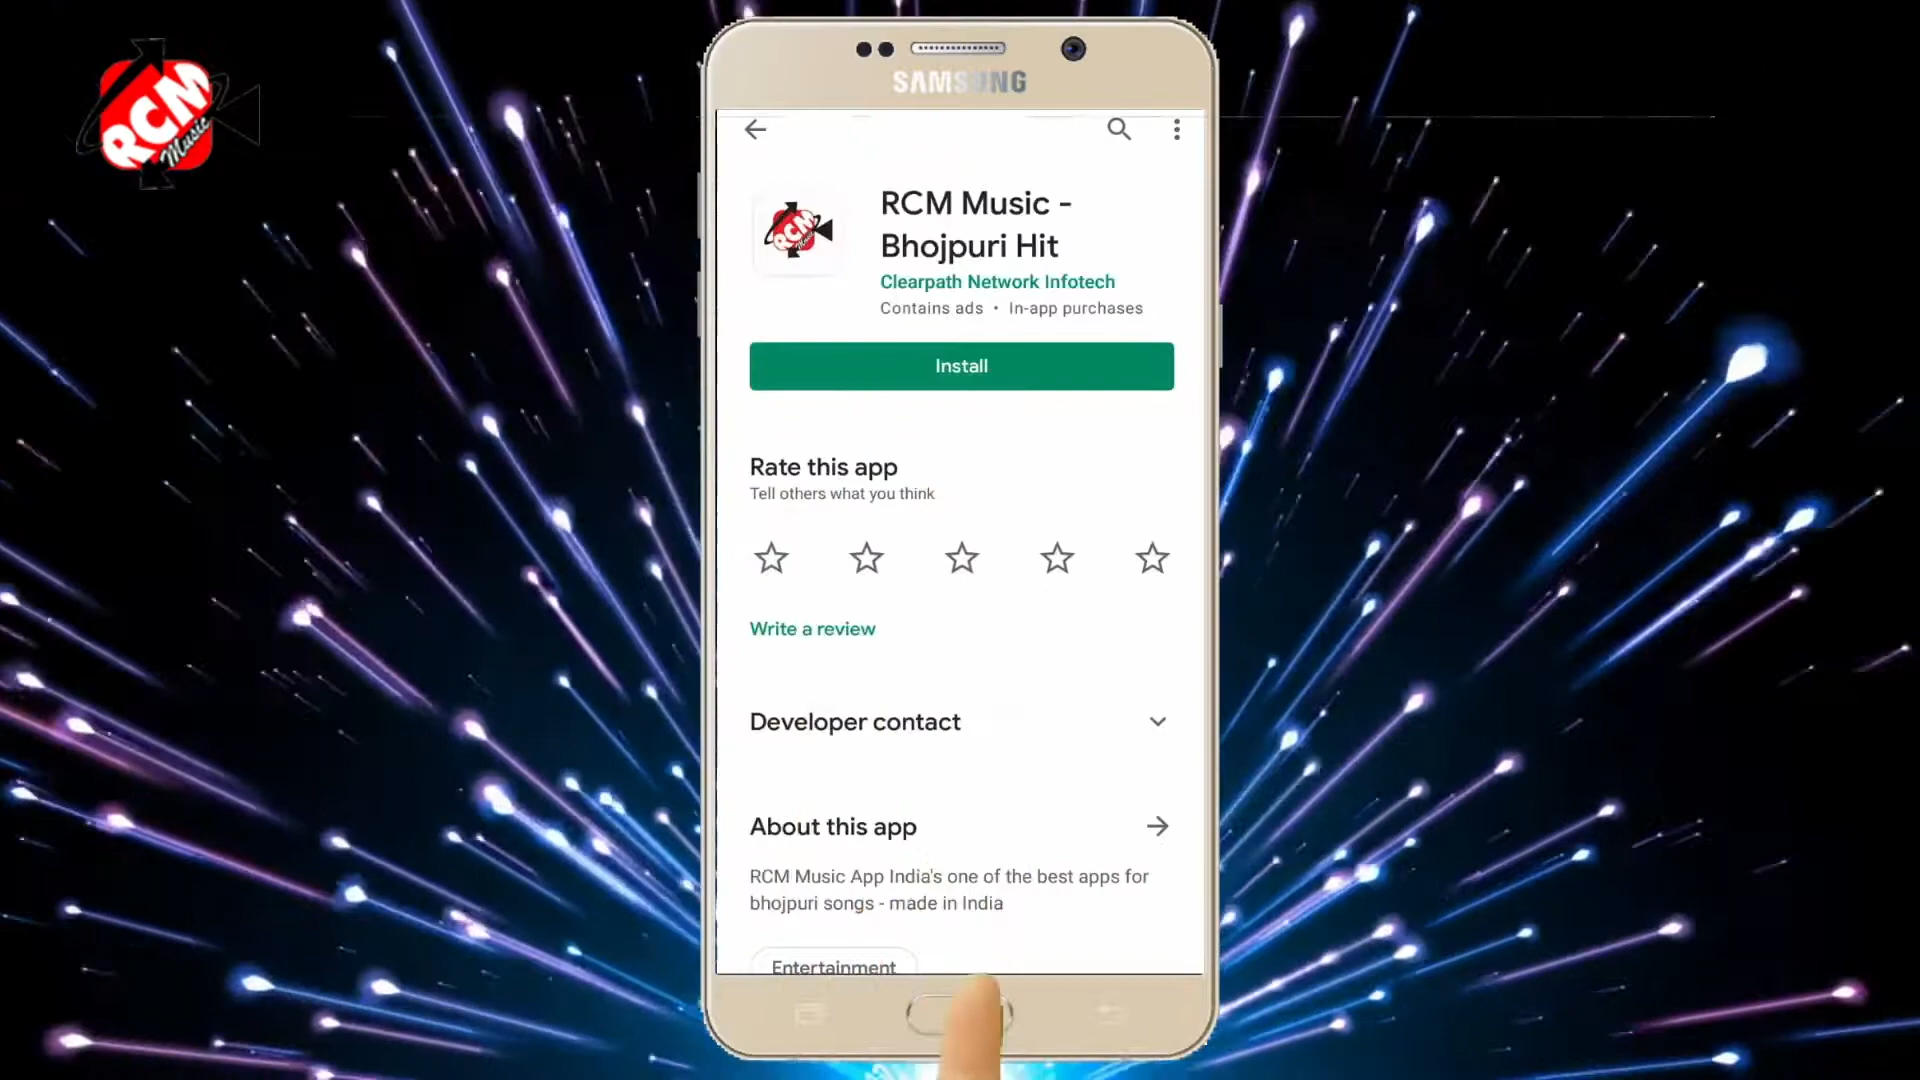 RCM
Music
SAMSUNG
RCM Music -
Bhojpuri Hit
RCM
Clearpath Network Infotech
Contains ads • In-app purchases
Install
Rate this app
Tell others what you think
Write a review
Developer contact
About this app
RCM Music App India's one of the best apps for
bhojpuri songs - made in India
Entertainment